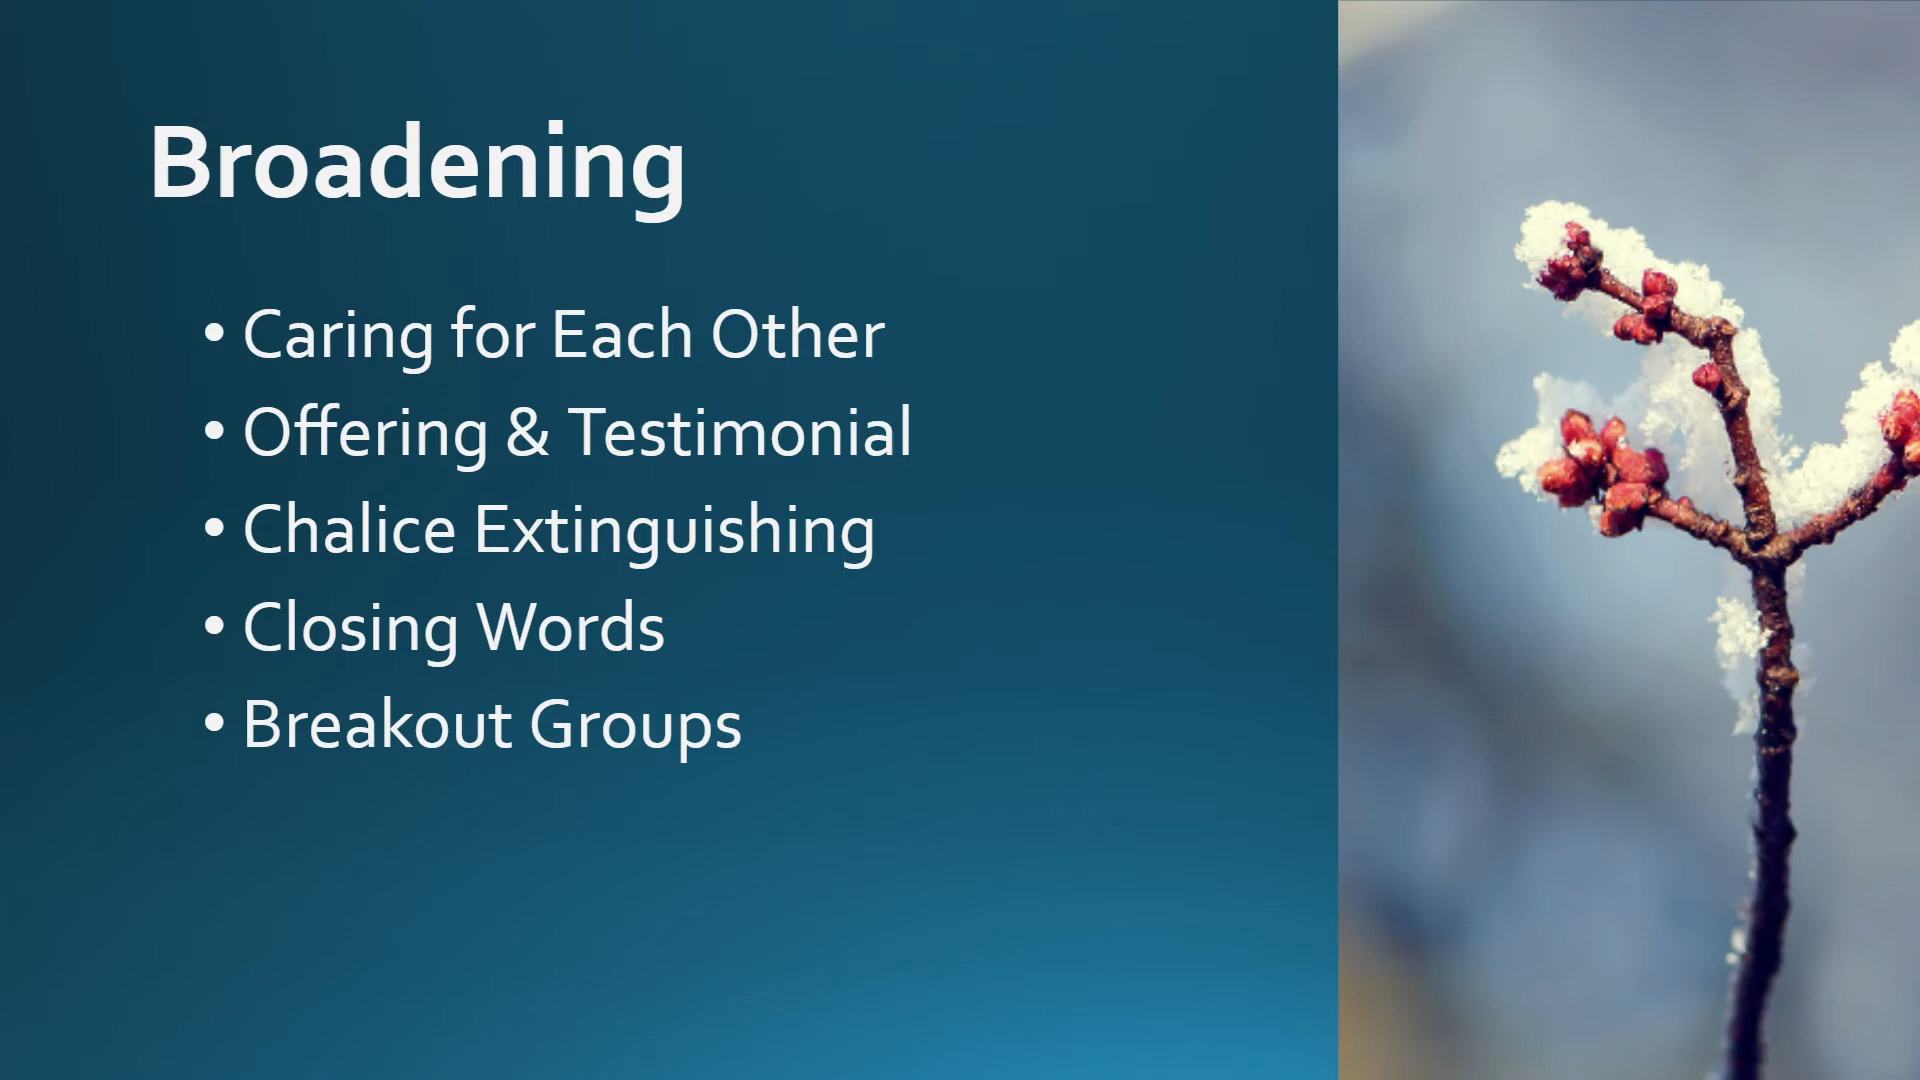 Broadening
• Caring for Each Other
• Offering & Testimonial
• Chalice Extinguishing
• Closing Words
• Breakout Groups